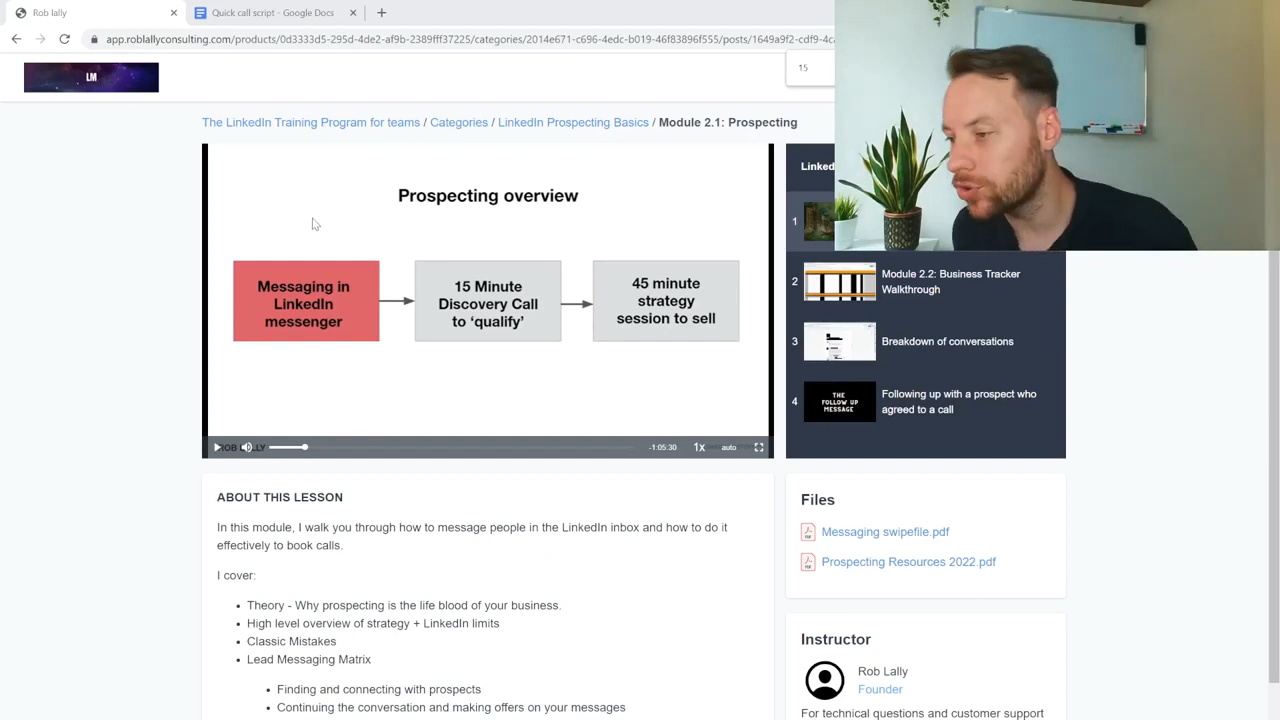 Rob lally
Quick call script - Google Docs
app.roblallyconsulting.com/products/0d3333d5-295d-4de2-af9b-2389fff37225/categories/2014e671-c696-4edc-b019-46f83896f555/posts/1649a9f2-cdf9-4c
15
LM
The LinkedIn Training Program for teams / Categories / LinkedIn Prospecting Basics / Module 2.1: Prospecting
Prospecting overview
Messaging in
LinkedIn
messenger
15 Minute
Discovery Call
to ‘qualify’
45 minute
strategy
session to sell
ROB LALLY
-1:05:30
1x
auto
Linked
1
2
Module 2.2: Business Tracker
Walkthrough
3
Breakdown of conversations
4
THE
FOLLOW UP
MESSAGE
Following up with a prospect who
agreed to a call
ABOUT THIS LESSON
In this module, I walk you through how to message people in the LinkedIn inbox and how to do it
effectively to book calls.
I cover:
• Theory - Why prospecting is the life blood of your business.
• High level overview of strategy + LinkedIn limits
• Classic Mistakes
• Lead Messaging Matrix
• Finding and connecting with prospects
• Continuing the conversation and making offers on your messages
Files
Messaging swipefile.pdf
Prospecting Resources 2022.pdf
Instructor
Rob Lally
Founder
For technical questions and customer support